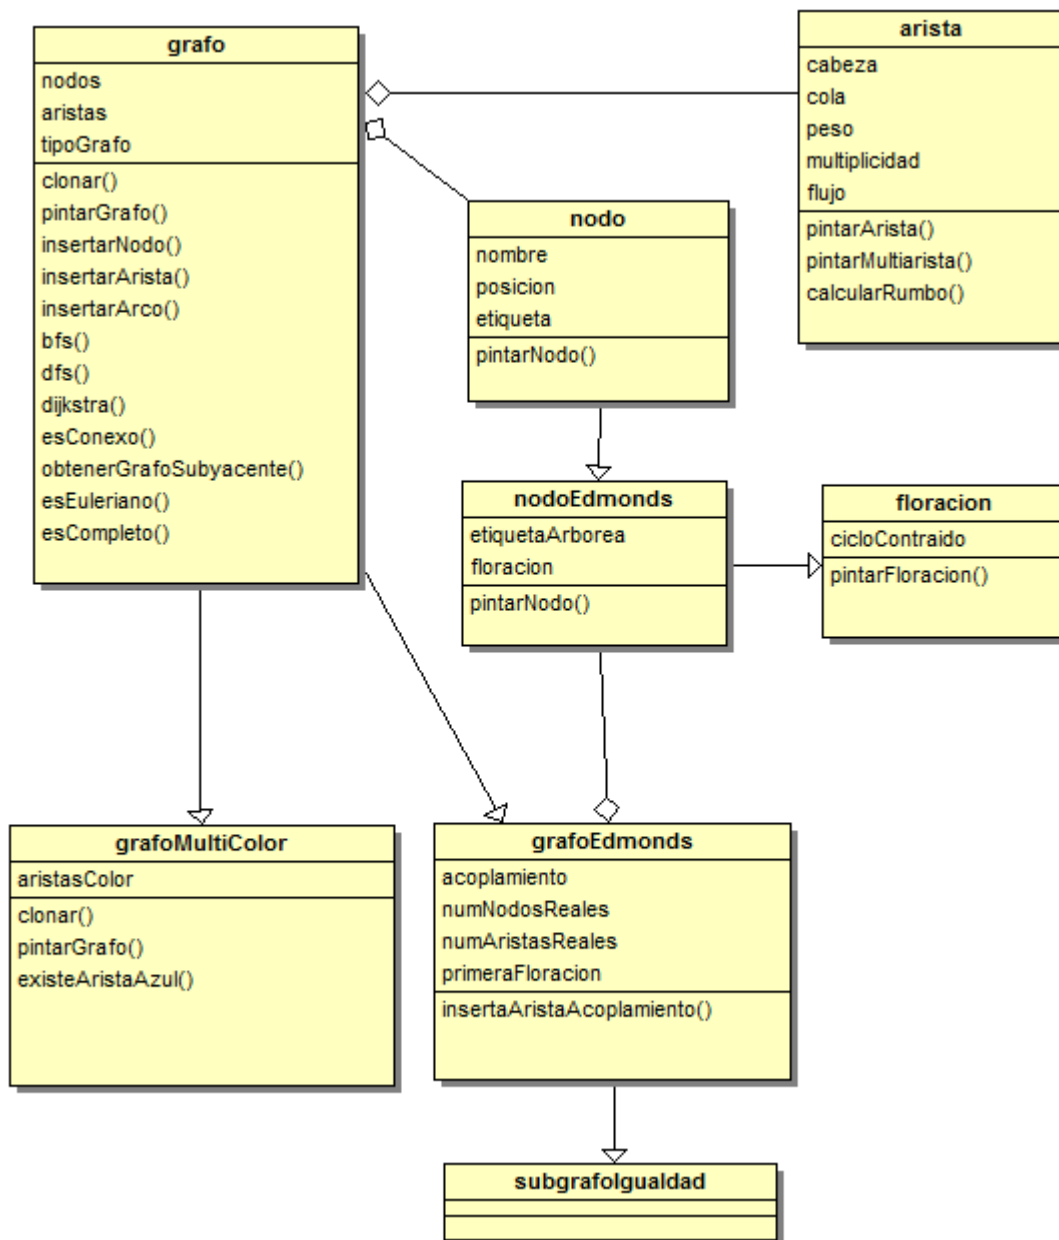 grafo
nodos
aristas
tipoGrafo
clonar()
pintarGrafo()
insertarNodo()
insertarArista()
insertarArco()
bfs()
dfs()
dijkstra()
esConexo()
obtenerGrafoSubyacente()
esEuleriano()
esCompleto()
arista
cabeza
cola
peso
multiplicidad
flujo
pintarArista()
pintarMultiarista()
calcularRumbo()
nodo
nombre
posicion
etiqueta
pintarNodo()
nodoEdmonds
etiquetaArborea
floracion
pintarNodo()
floracion
cicloContraido
pintarFloracion()
grafoMultiColor
aristasColor
clonar()
pintarGrafo()
existeAristaAzul()
grafoEdmonds
acoplamiento
numNodosReales
numAristasReales
primeraFloracion
insertaAristaAcoplamiento()
subgrafoIgualdad